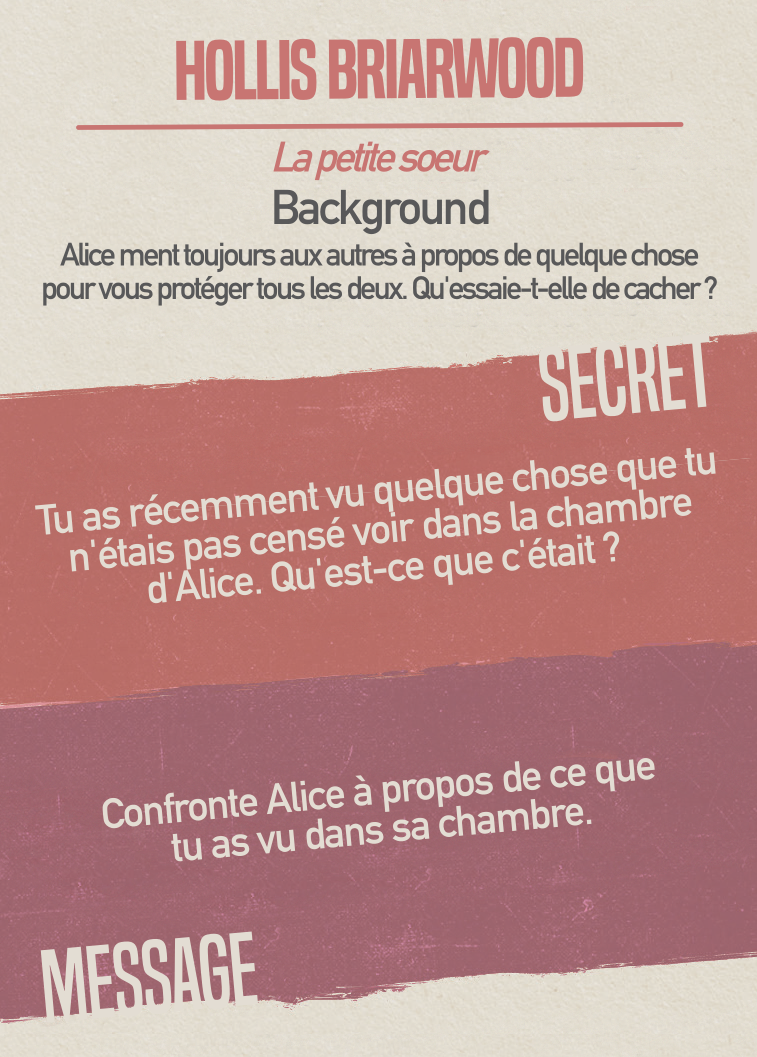 HOLLIS BRIARWOOD
La petite soeur
Background
Alice ment toujours aux autres à propos de quelque chose
pour vous protéger tous les deux. Qu'essaie-t-elle de cacher ?
SECRET
Tu as récemment vu quelque chose que tu
n'étais pas censé voir dans la chambre
d'Alice. Qu'est-ce que c'était ?
Confronte Alice à propos de ce que
tu as vu dans sa chambre.
MESSAGE